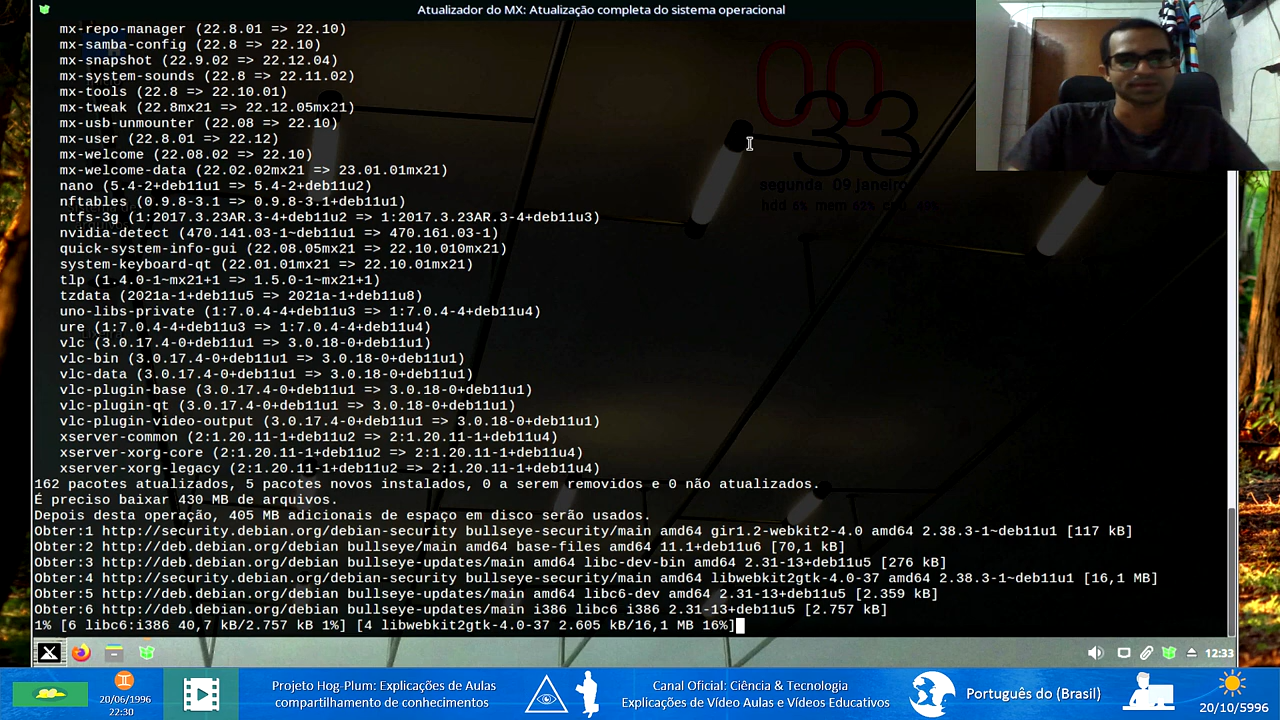 Atualizador do MX: Atualização completa do sistema operacional
mx-repo-manager (22.8.01 => 22.10)
mx-samba-config (22.8 => 22.10)
mx-snapshot (22.9.02 => 22.12.04)
mx-system-sounds (22.8 => 22.11.02)
mx-tools (22.8 => 22.10.01)
mx-tweak (22.8mx21 => 22.12.05mx21)
mx-usb-unmounter (22.08 => 22.10)
mx-user (22.8.01 => 22.12)
mx-welcome (22.08.02 => 22.10)
mx-welcome-data (22.02.02mx21 => 23.01.01mx21)
nano (5.4-2+deb11u1 => 5.4-2+deb11u2)
nftables (0.9.8-3.1 => 0.9.8-3.1+deb11u1)
ntfs-3g (1:2017.3.23AR.3-4+deb11u2 => 1:2017.3.23AR.3-4+deb11u3)
nvidia-detect (470.141.03-1~deb11u1 => 470.161.03-1)
quick-system-info-gui (22.08.05mx21 => 22.10.010mx21)
system-keyboard-qt (22.01.01mx21 => 22.10.01mx21)
tlp (1.4.0-1~mx21+1 => 1.5.0-1~mx21+1)
tzdata (2021a-1+deb11u5 => 2021a-1+deb11u8)
uno-libs-private (1:7.0.4-4+deb11u3 => 1:7.0.4-4+deb11u4)
ure (1:7.0.4-4+deb11u3 => 1:7.0.4-4+deb11u4)
vlc (3.0.17.4-0+deb11u1 => 3.0.18-0+deb11u1)
vlc-bin (3.0.17.4-0+deb11u1 => 3.0.18-0+deb11u1)
vlc-data (3.0.17.4-0+deb11u1 => 3.0.18-0+deb11u1)
vlc-plugin-base (3.0.17.4-0+deb11u1 => 3.0.18-0+deb11u1)
vlc-plugin-qt (3.0.17.4-0+deb11u1 => 3.0.18-0+deb11u1)
vlc-plugin-video-output (3.0.17.4-0+deb11u1 => 3.0.18-0+deb11u1)
xserver-common (2:1.20.11-1+deb11u2 => 2:1.20.11-1+deb11u4)
xserver-xorg-core (2:1.20.11-1+deb11u2 => 2:1.20.11-1+deb11u4)
xserver-xorg-legacy (2:1.20.11-1+deb11u2 => 2:1.20.11-1+deb11u4)
162 pacotes atualizados, 5 pacotes novos instalados, 0 a serem removidos e 0 não atualizados.
É preciso baixar 430 MB de arquivos.
Depois desta operação, 405 MB adicionais de espaço em disco serão usados.
Obter:1 http://security.debian.org/debian-security bullseye-security/main amd64 gir1.2-webkit2-4.0 amd64 2.38.3-1~deb11u1 [117 kB]
Obter:2 http://deb.debian.org/debian bullseye/main amd64 base-files amd64 11.1+deb11u6 [70,1 kB]
Obter:3 http://deb.debian.org/debian bullseye-updates/main amd64 libc-dev-bin amd64 2.31-13+deb11u5 [276 kB]
Obter:4 http://security.debian.org/debian-security bullseye-security/main amd64 libwebkit2gtk-4.0-37 amd64 2.38.3-1~deb11u1 [16,1 MB]
Obter:5 http://deb.debian.org/debian bullseye-updates/main amd64 libc6-dev amd64 2.31-13+deb11u5 [2.359 kB]
Obter:6 http://deb.debian.org/debian bullseye-updates/main i386 libc6 i386 2.31-13+deb11u5 [2.757 kB]
1% [6 libc6:i386 40,7 kB/2.757 kB 1%] [4 libwebkit2gtk-4.0-37 2.605 kB/16,1 MB 16%]
00
33
segunda 09 janeiro
hdd 6% mem 62%
12:33
20/06/1996
22:30
Projeto Hog-Plum: Explicações de Aulas
compartilhamento de conhecimentos
Canal Oficial: Ciência & Tecnologia
Explicações de Vídeo Aulas e Vídeos Educativos
Português do (Brasil)
20/10/5996